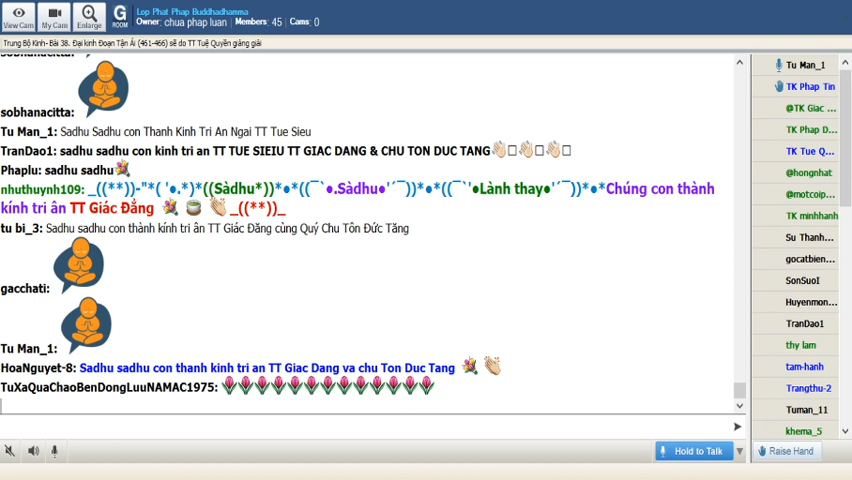 View Cam
My Cam
Enlarge
G
ROOM
Lop Phat Phap Buddhadhamma
Owner: chua phap luan / Members: 45 / Cams: 0
Trung Bộ Kinh- Bài 38. Đại kinh Đoạn Tận Ái (461-466) sẽ do TT Tuệ Quyền giảng giải
sobhanacitta:
sobhanacitta:
Tu Man_1: Sadhu Sadhu con Thanh Kinh Tri An Ngai TT Tue Sieu
TranDao1: sadhu sadhu con kinh tri an TT TUE SIEIU TT GIAC DANG & CHU TON DUC TANG
Phaplu: sadhu sadhu
nhuthuynh109: _((**))-"*( '●.*)*((Sàdhu*))*●*((¯`●.Sàdhu●'´¯))*●*((¯`'●Lành thay●'´¯))*●*Chúng con thành
kính tri ân TT Giác Đẳng _((**))_
tu bi_3: Sadhu sadhu con thành kính tri ân TT Giác Đăng cùng Quý Chu Tôn Đức Tăng
gacchati:
Tu Man_1:
HoaNguyet-8: Sadhu sadhu con thanh kinh tri an TT Giac Dang va chu Ton Duc Tang
TuXaQuaChaoBenDongLuuNAMAC1975:
Hold to Talk
Tu Man_1
TK Phap Tin
@TK Giac ...
TK Phap D...
TK Tue Q...
@hongnhat
@motcoip...
TK minhhanh
Su Thanh...
gocatbien...
SonSuoI
Huyenmon...
TranDao1
thy lam
tam-hanh
Trangthu-2
Tuman_11
khema_5
Raise Hand